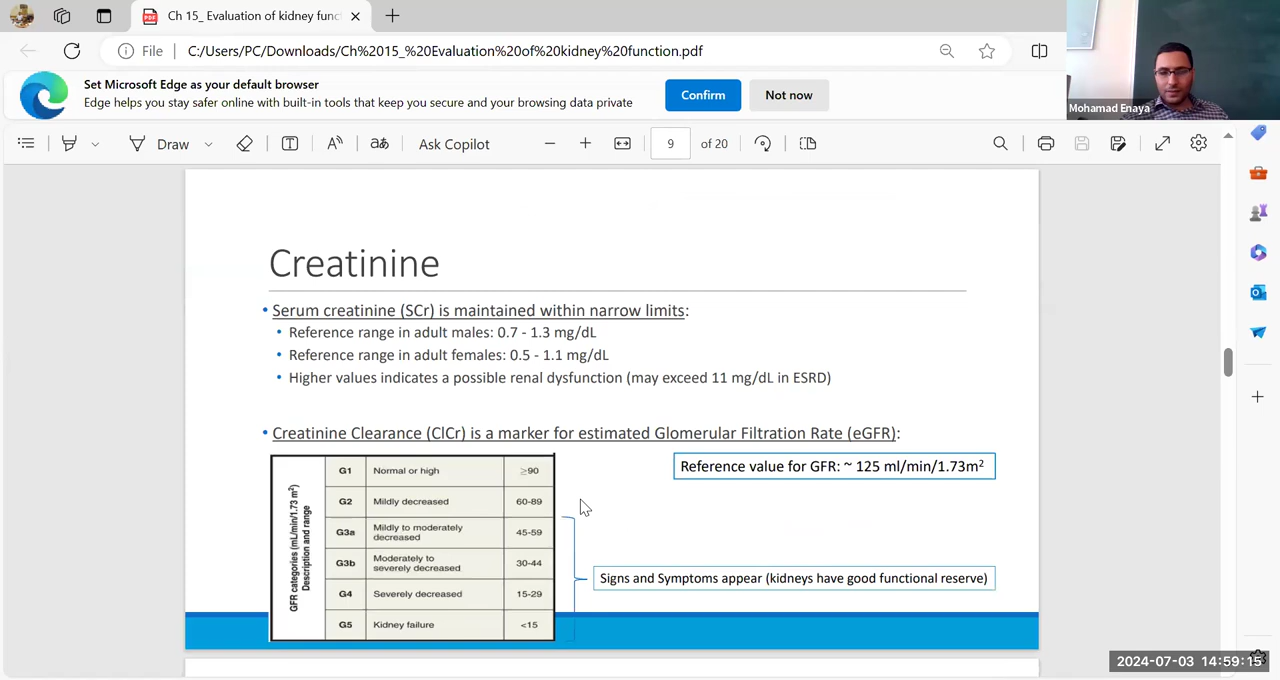 Ch 15_ Evaluation of kidney func
File
C:/Users/PC/Downloads/Ch%2015_%20Evaluation%20of%20kidney%20function.pdf
Set Microsoft Edge as your default browser
Edge helps you stay safer online with built-in tools that keep you secure and your browsing data private
Confirm
Not now
Mohamad Enaya
Draw
Ask Copilot
9 of 20
Creatinine
• Serum creatinine (SCr) is maintained within narrow limits:
• Reference range in adult males: 0.7 - 1.3 mg/dL
• Reference range in adult females: 0.5 - 1.1 mg/dL
• Higher values indicates a possible renal dysfunction (may exceed 11 mg/dL in ESRD)
• Creatinine Clearance (ClCr) is a marker for estimated Glomerular Filtration Rate (eGFR):
Reference value for GFR: ~ 125 ml/min/1.73m²
GFR categories (mL/min/1.73 m²)
Description and range
G1 Normal or high ≥90
G2 Mildly decreased 60-89
G3a Mildly to moderately decreased 45-59
G3b Moderately to severely decreased 30-44
G4 Severely decreased 15-29
G5 Kidney failure <15
Signs and Symptoms appear (kidneys have good functional reserve)
2024-07-03 14:59:15